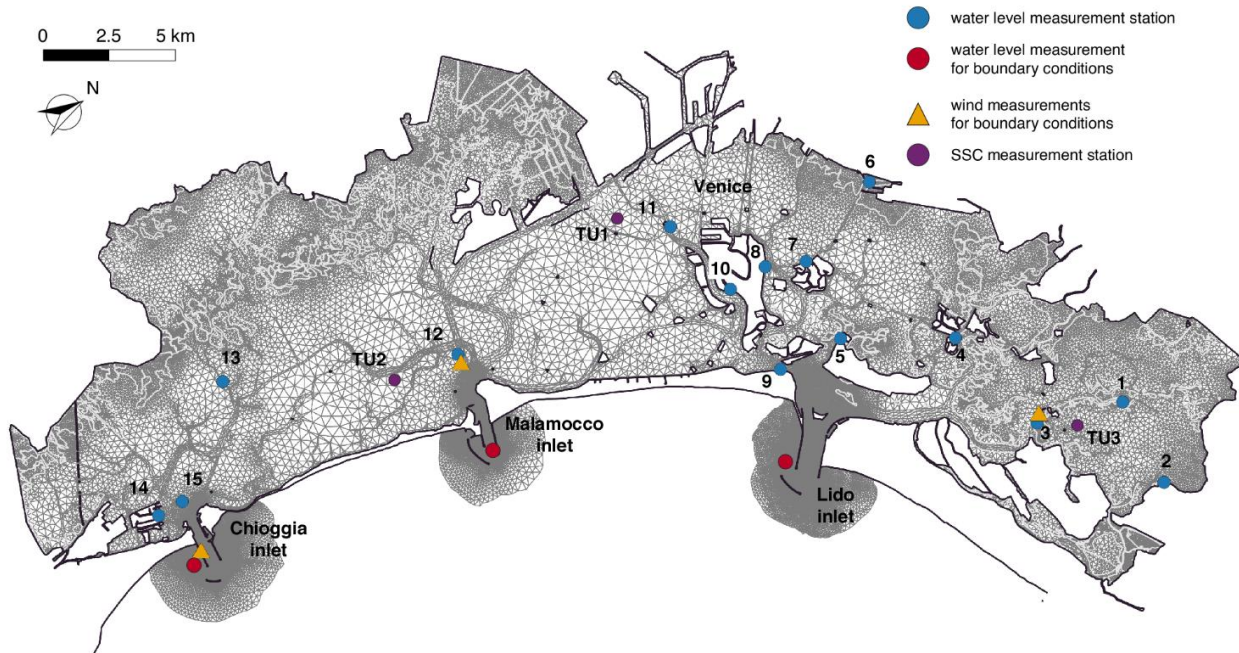 0 2.5 5 km
N
water level measurement station
water level measurement
for boundary conditions
wind measurements
for boundary conditions
SSC measurement station
6
Venice
11
TU1
7
8
10
12
5
4
13
TU2
9
1
3
TU3
Malamocco
inlet
2
15
14
Lido
inlet
Chioggia
inlet